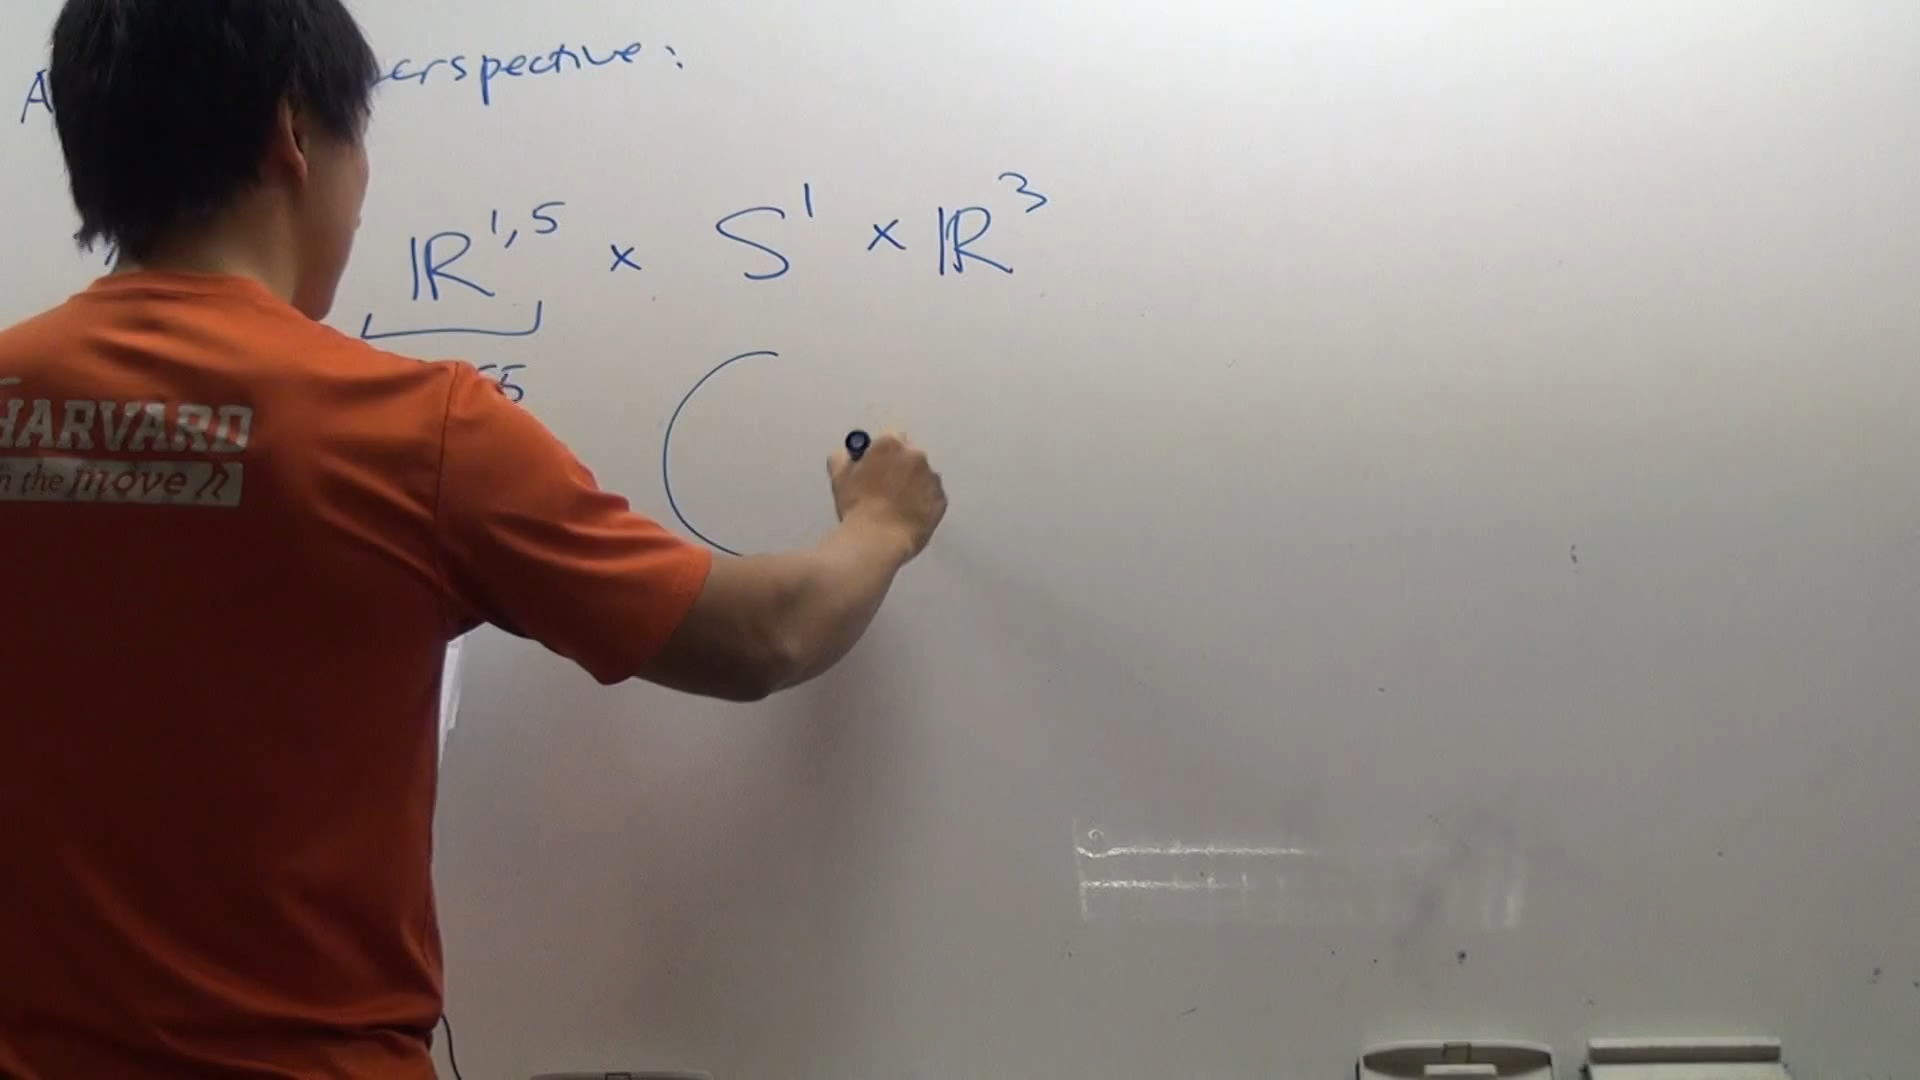 erspective:
ℝ^{1,5} × S^1 × ℝ^3
HARVARD
n the move